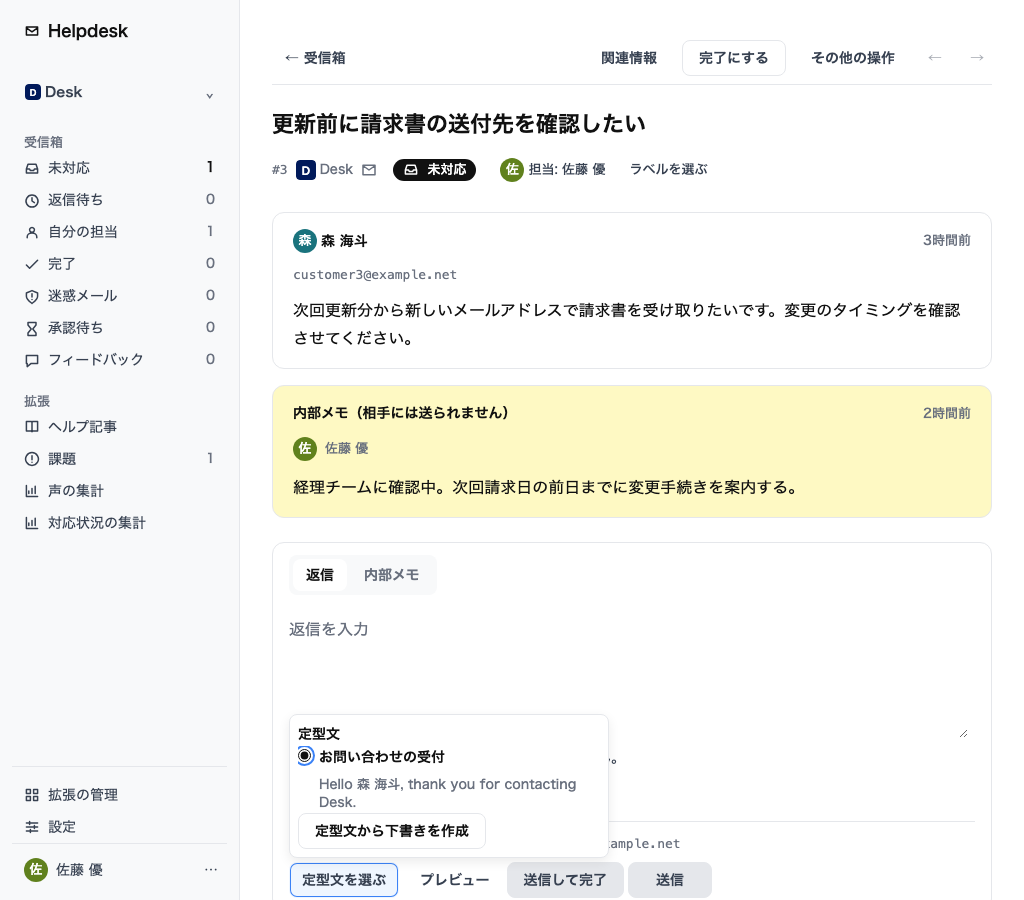 Helpdesk
D Desk
受信箱
未対応 1
返信待ち 0
自分の担当 1
完了 0
迷惑メール 0
承認待ち 0
フィードバック 0
拡張
ヘルプ記事
課題 1
声の集計
対応状況の集計
拡張の管理
設定
佐 佐藤 優 …
← 受信箱 関連情報 完了にする その他の操作 ← →
更新前に請求書の送付先を確認したい
#3 D Desk 未対応 佐 担当: 佐藤 優 ラベルを選ぶ
森 森 海斗 3時間前
customer3@example.net
次回更新分から新しいメールアドレスで請求書を受け取りたいです。変更のタイミングを確認
させてください。
内部メモ（相手には送られません） 2時間前
佐 佐藤 優
経理チームに確認中。次回請求日の前日までに変更手続きを案内する。
返信 内部メモ
返信を入力
定型文
お問い合わせの受付
Hello 森 海斗, thank you for contacting
Desk.
定型文から下書きを作成
ample.net
定型文を選ぶ プレビュー 送信して完了 送信